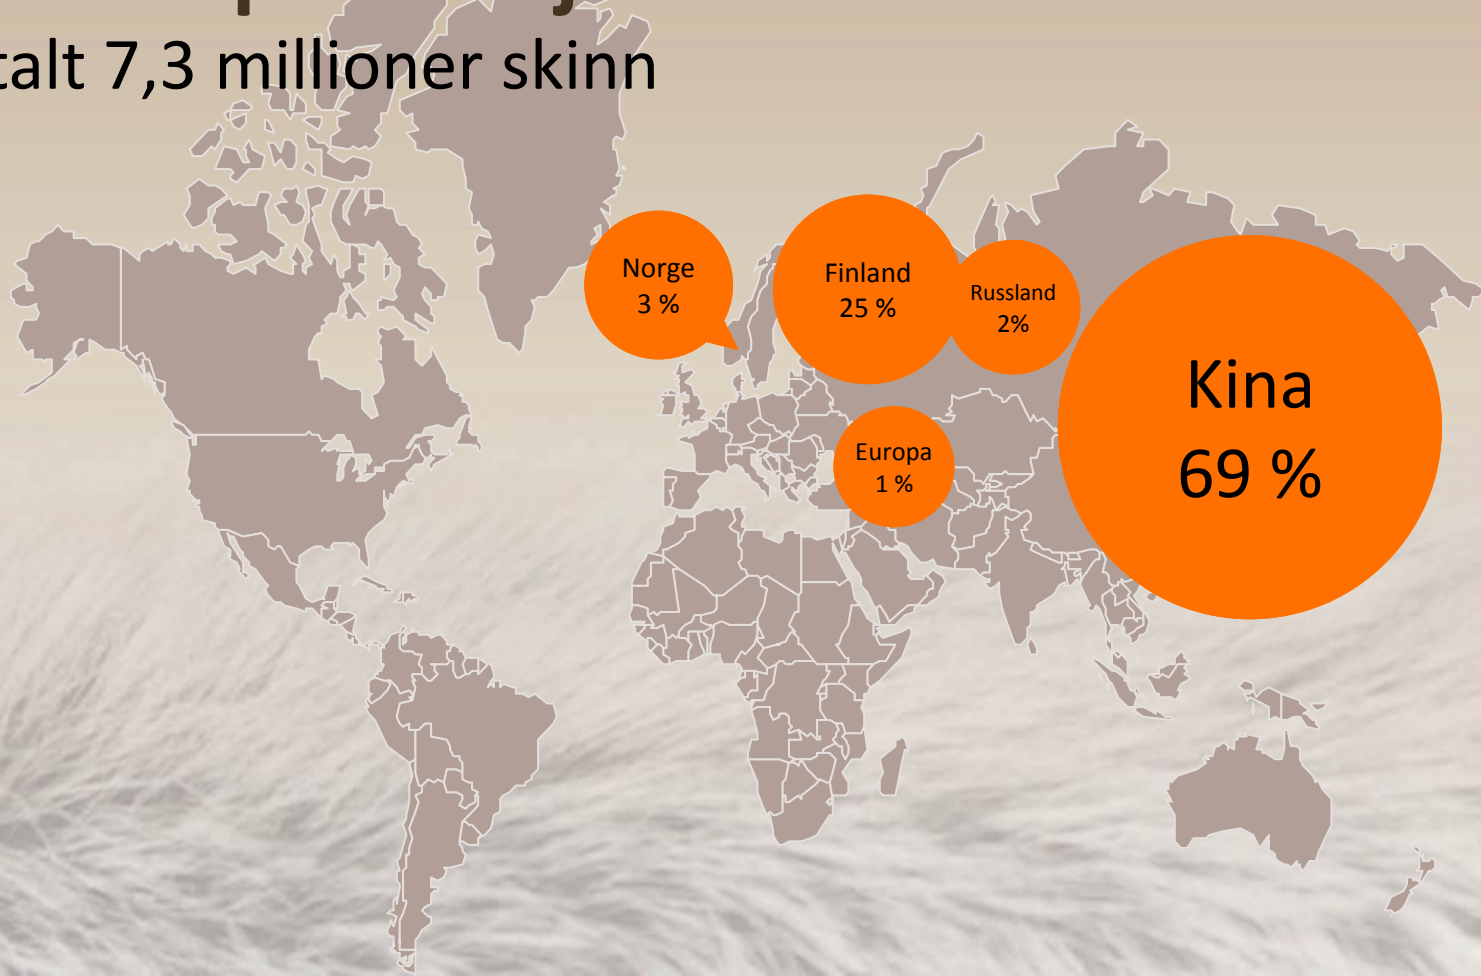 talt 7,3 millioner skinn
Norge
3 %
Finland
25 %
Russland
2%
Kina
69 %
Europa
1 %